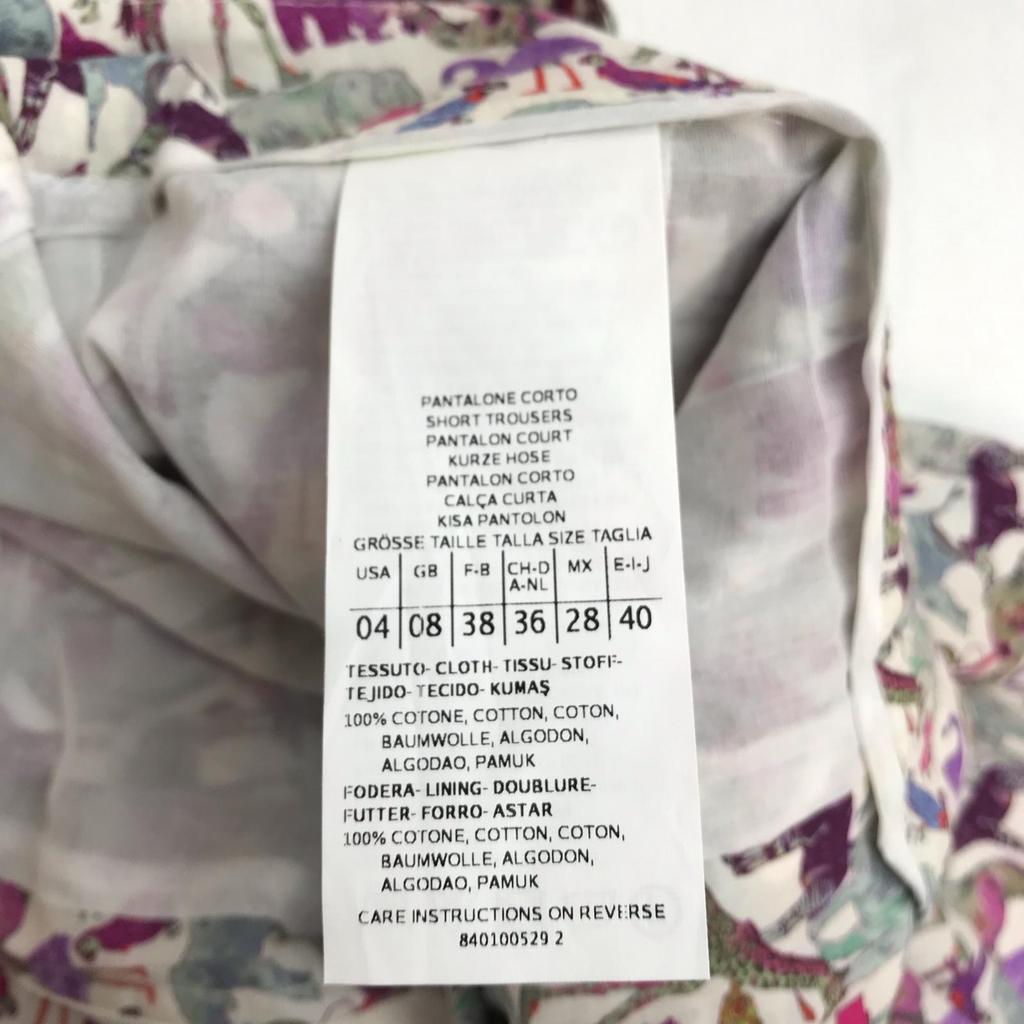 PANTALONE CORTO
SHORT TROUSERS
PANTALON COURT
KURZE HOSE
PANTALON CORTO
CALÇA CURTA
KISA PANTOLON
GRÖSSE TAILLE TALLA SIZE TAGLIA
USA GB F-B CH-D A-NL MX E-I-J
04 08 38 36 28 40
TESSUTO- CLOTH- TISSU- STOFF-
TEJIDO- TECIDO- KUMAŞ
100% COTONE, COTTON, COTON,
BAUMWOLLE, ALGODON,
ALGODAO, PAMUK
FODERA- LINING- DOUBLURE-
FUTTER- FORRO- ASTAR
100% COTONE, COTTON, COTON,
BAUMWOLLE, ALGODON,
ALGODAO, PAMUK
CARE INSTRUCTIONS ON REVERSE
840100529 2